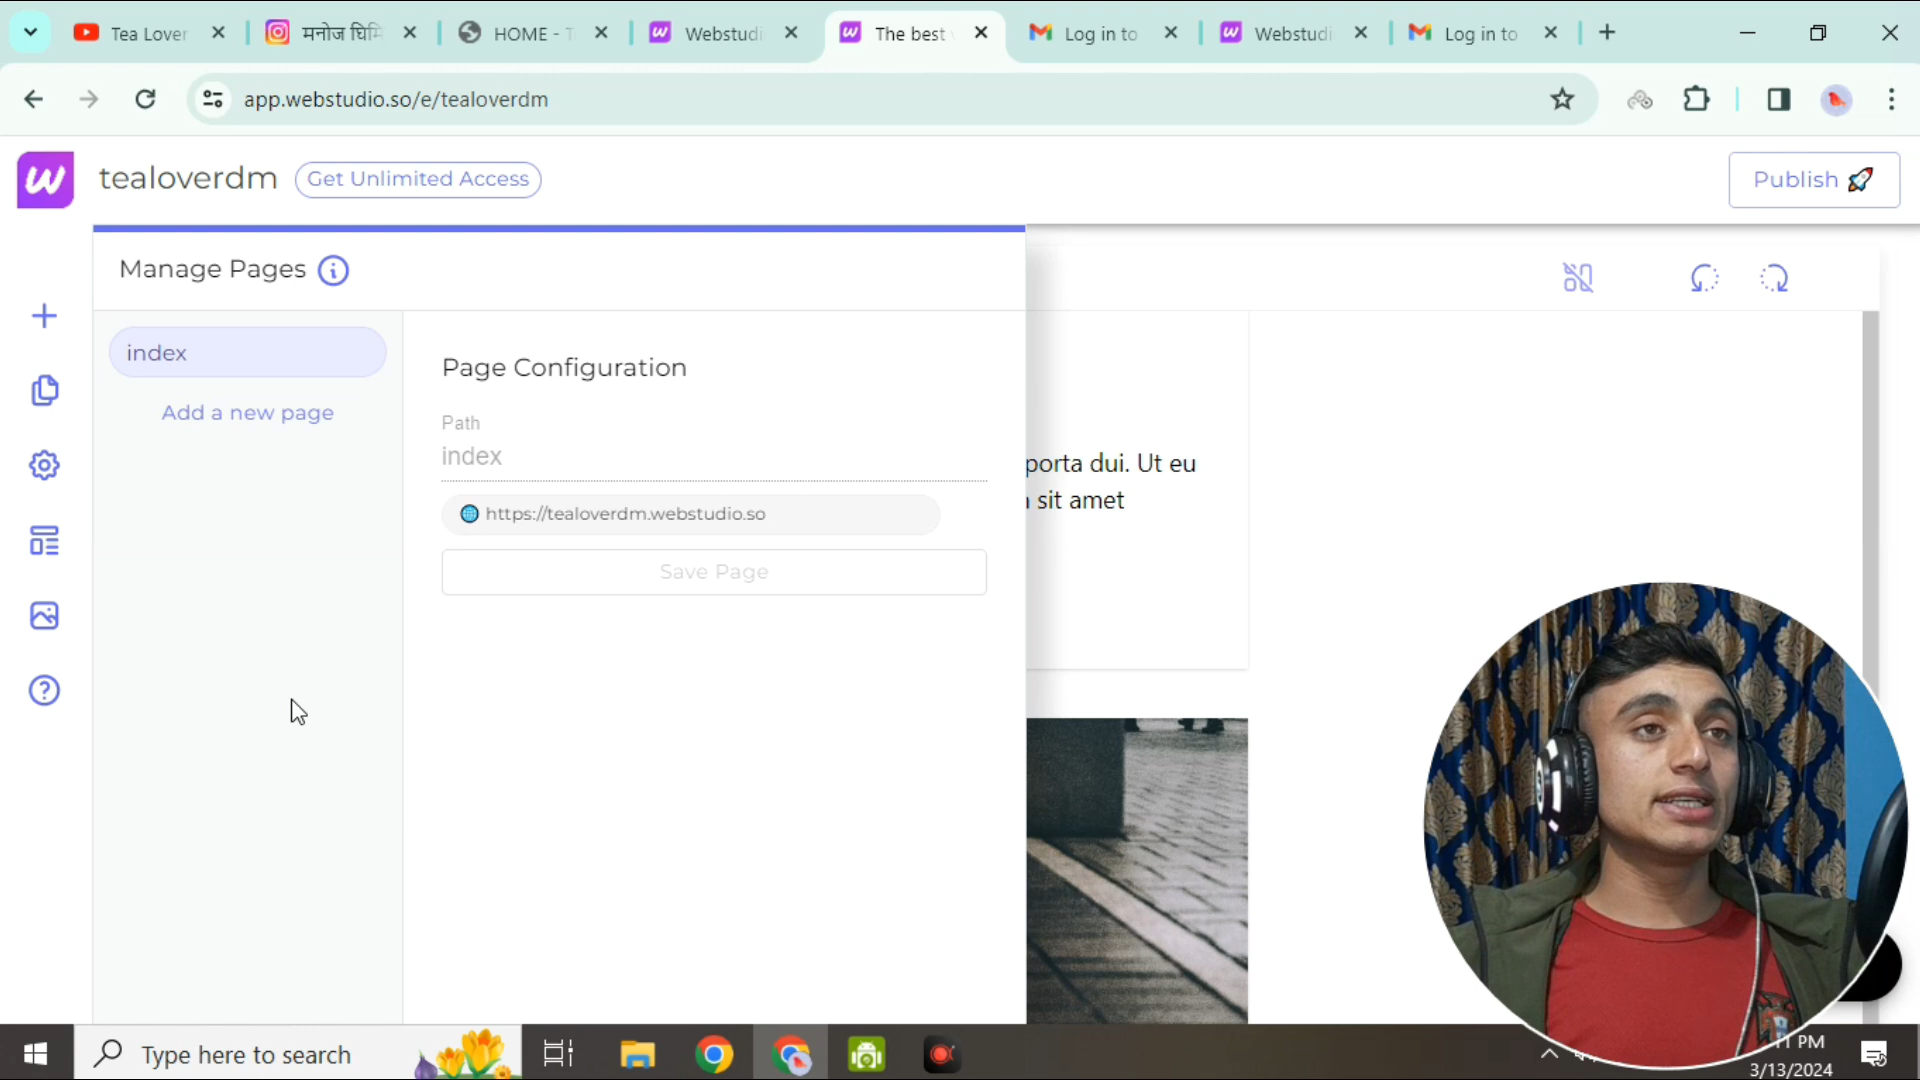 Tea Lover
मनोज घिमि
HOME - T
Webstudi
The best
Log in to
Webstudi
Log in to
app.webstudio.so/e/tealoverdm
tealoverdm
Get Unlimited Access
Publish 🚀
Manage Pages
index
Add a new page
Page Configuration
Path
index
https://tealoverdm.webstudio.so
Save Page
porta dui. Ut eu
sit amet
Type here to search
11 PM
3/13/2024